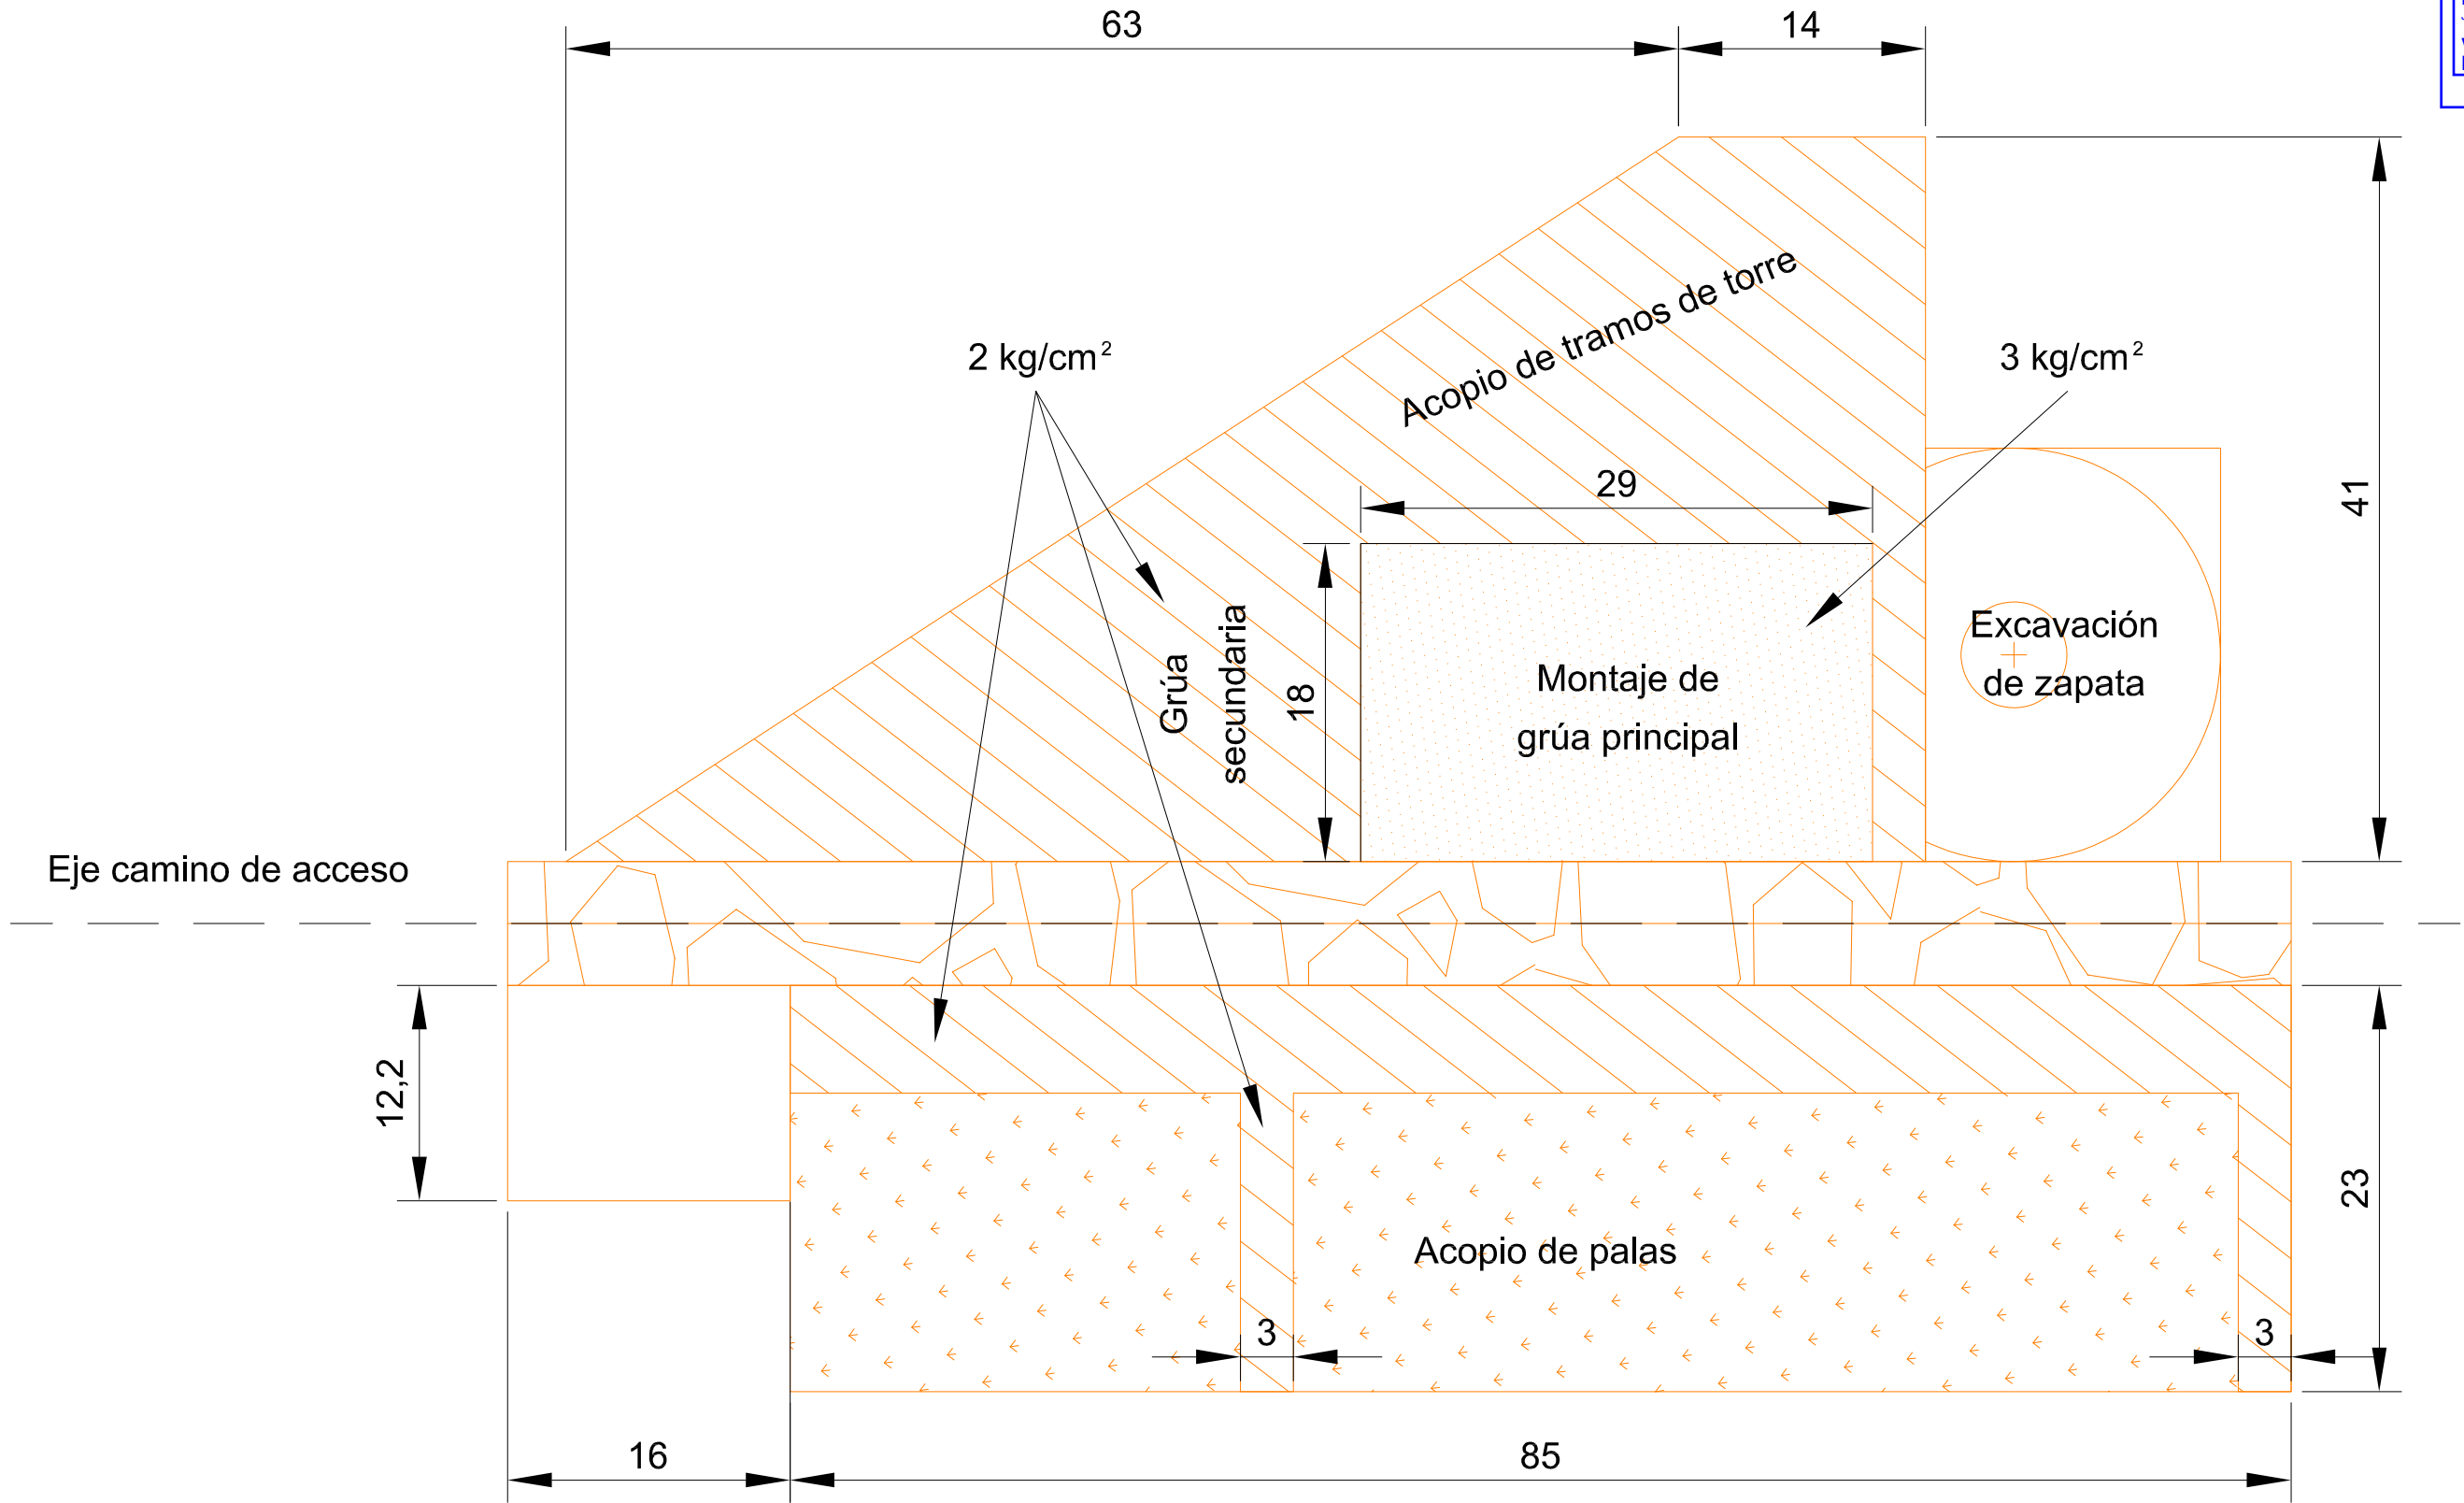 63
14
Acopio de tramos de torre
2 kg/cm²
3 kg/cm²
29
41
Grúa
secundaria
18
Montaje de
grúa principal
Excavación
de zapata
Eje camino de acceso
12,2
23
Acopio de palas
3
3
16
85